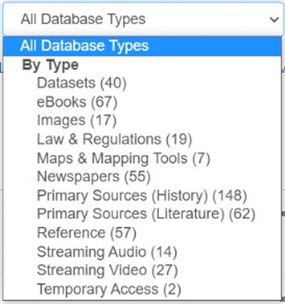 All Database Types
All Database Types
By Type
Datasets (40)
eBooks (67)
Images (17)
Law & Regulations (19)
Maps & Mapping Tools (7)
Newspapers (55)
Primary Sources (History) (148)
Primary Sources (Literature) (62)
Reference (57)
Streaming Audio (14)
Streaming Video (27)
Temporary Access (2)